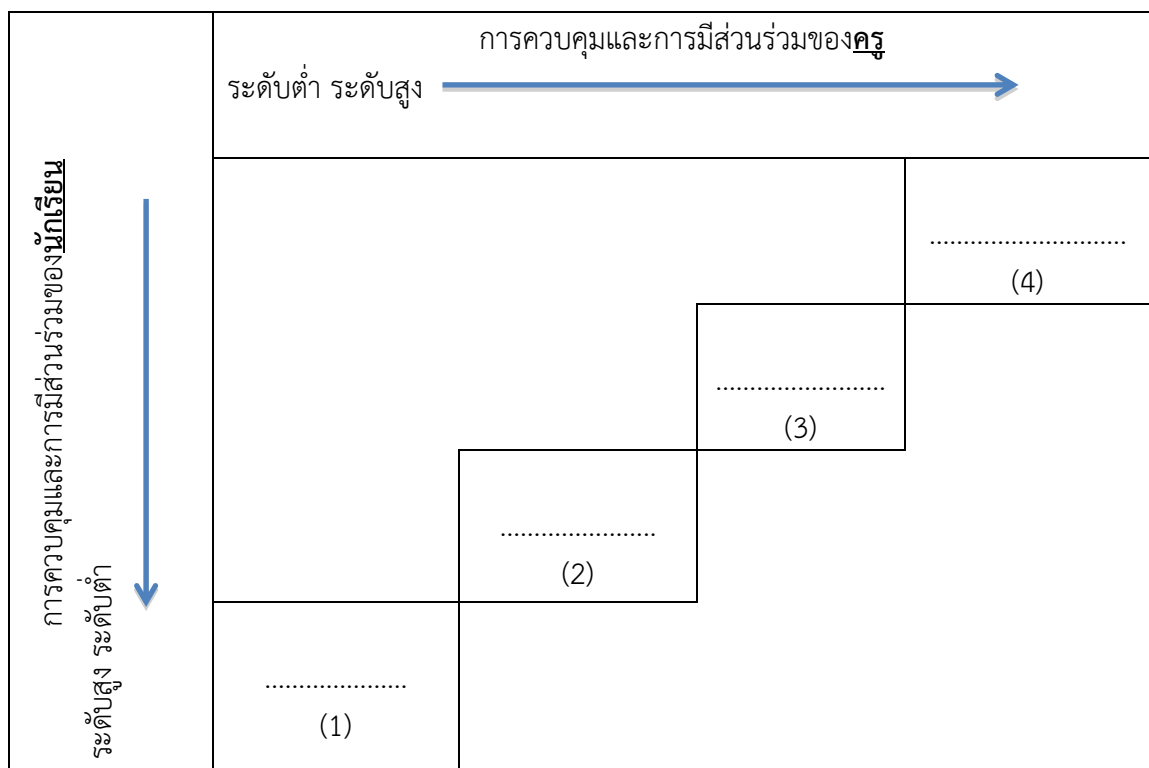 การควบคุมและการมีส่วนร่วมของครู
ระดับต่ำ ระดับสูง
การควบคุมและการมีส่วนร่วมของนักเรียน
ระดับสูง ระดับต่ำ
.............................
(4)
.........................
(3)
.......................
(2)
.....................
(1)